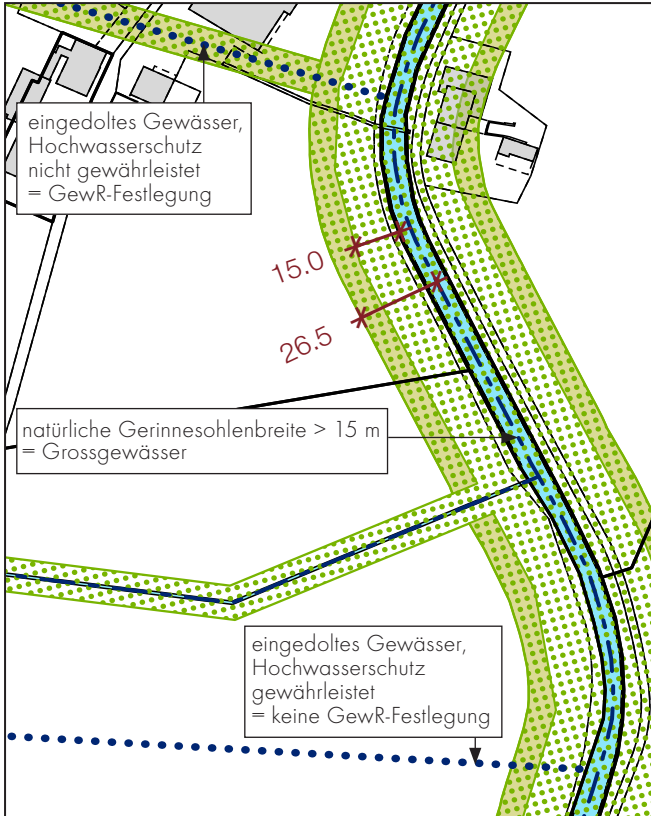 eingedoltes Gewässer,
Hochwasserschutz
nicht gewährleistet
= GewR-Festlegung
15.0
26.5
natürliche Gerinnesohlenbreite > 15 m
= Grossgewässer
eingedoltes Gewässer,
Hochwasserschutz
gewährleistet
= keine GewR-Festlegung